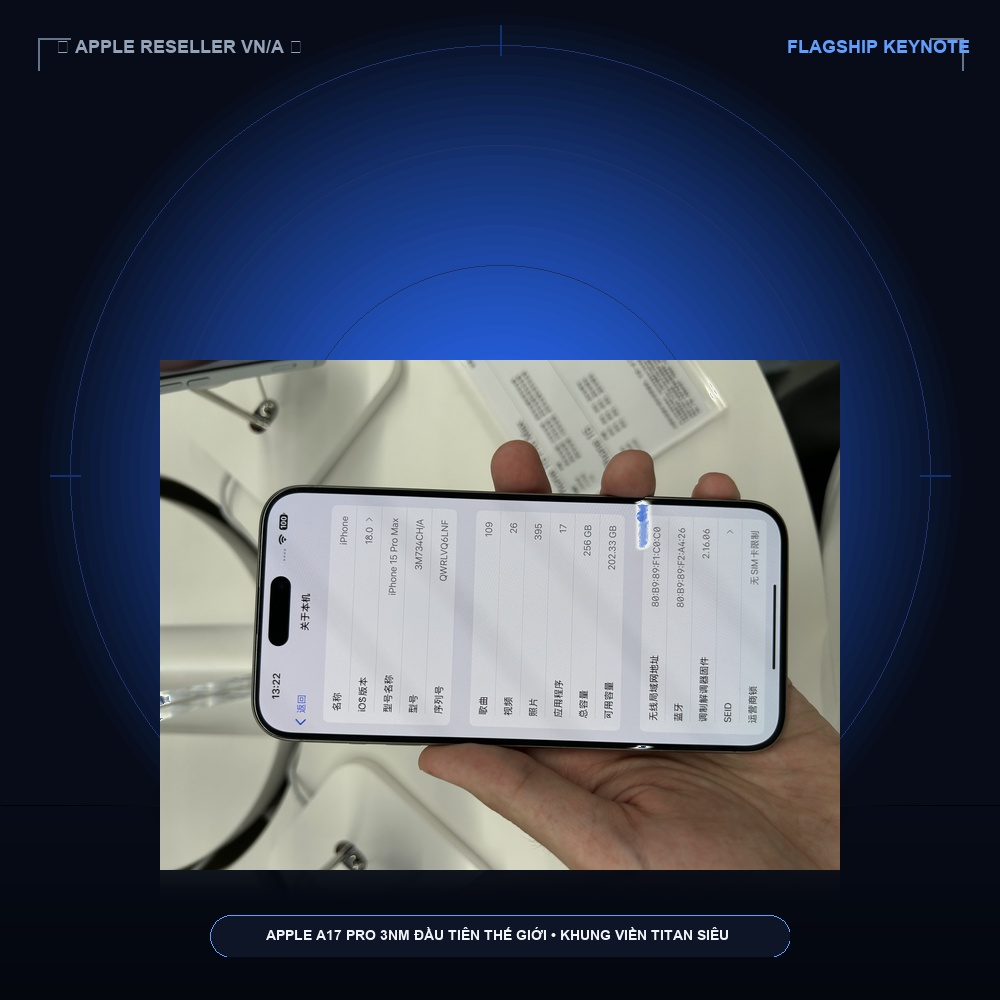 APPLE RESELLER VN/A
FLAGSHIP KEYNOTE
13:22
100
返回
关于本机
名称 iPhone
iOS版本 18.0
型号名称 iPhone 15 Pro Max
型号 3M734CH/A
序列号 QWRLVQ6LNF
歌曲 109
视频 26
照片 395
应用程序 17
总容量 256 GB
可用容量 202.33 GB
无线局域网地址 80:B9:89:F1:C0:C0
蓝牙 80:B9:89:F2:A4:26
调制解调器固件 2.16.06
SEID
运营商锁 无 SIM 卡限制
APPLE A17 PRO 3NM ĐẦU TIÊN THẾ GIỚI • KHUNG VIỀN TITAN SIÊU